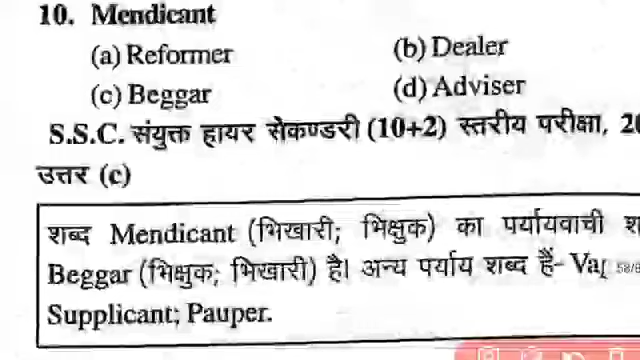 10. Mendicant
(a) Reformer (b) Dealer
(c) Beggar (d) Adviser
S.S.C. संयुक्त हायर सेकण्डरी (10+2) स्तरीय परीक्षा, 20
उत्तर (c)
शब्द Mendicant (भिखारी; भिक्षुक) का पर्यायवाची
Beggar (भिक्षुक; भिखारी) है। अन्य पर्याय शब्द हैं-
Supplicant; Pauper.